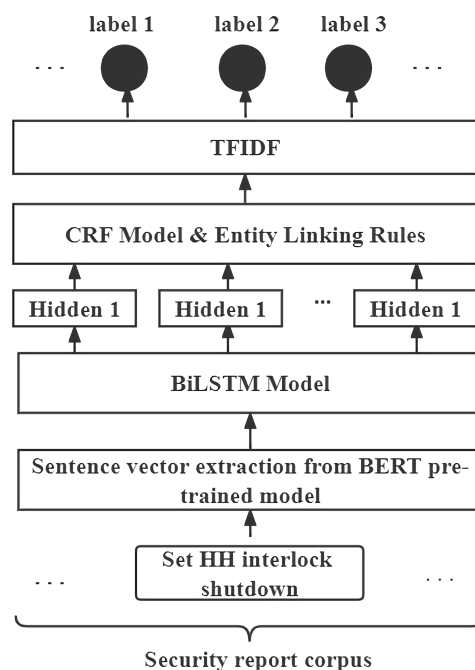 label 1 label 2 label 3
... ...
TFIDF
CRF Model & Entity Linking Rules
Hidden 1 Hidden 1 ... Hidden 1
BiLSTM Model
Sentence vector extraction from BERT pre-
trained model
Set HH interlock
shutdown
... ...
Security report corpus